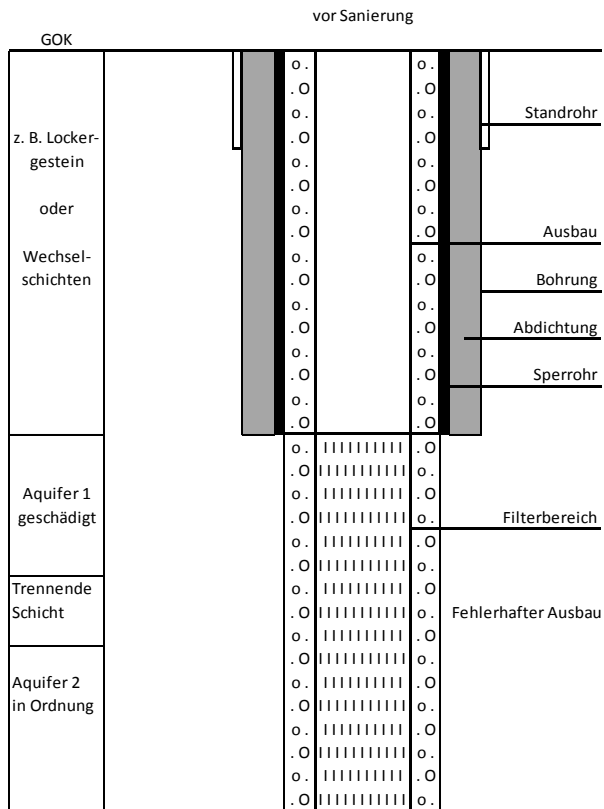 vor Sanierung
GOK
z. B. Locker-
gestein
oder
Wechsel-
schichten
Aquifer 1
geschädigt
Trennende
Schicht
Aquifer 2
in Ordnung
Standrohr
Ausbau
Bohrung
Abdichtung
Sperrohr
Filterbereich
Fehlerhafter Ausbau